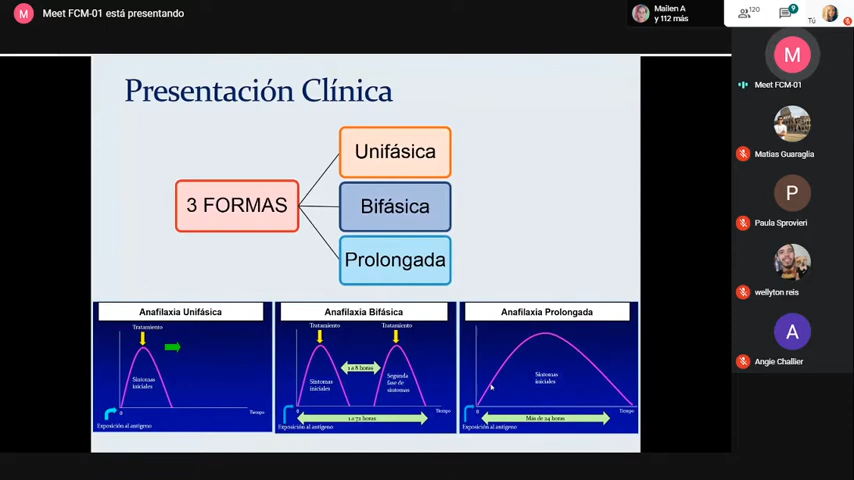 Meet FCM-01 está presentando
Mailen A
y 112 más
120
9
Tú
Presentación Clínica
3 FORMAS
Unifásica
Bifásica
Prolongada
Anafilaxia Unifásica
Tratamiento
Síntomas
iniciales
0
Tiempo
Exposición al antígeno
Anafilaxia Bifásica
Tratamiento
Tratamiento
1 a 8 horas
Síntomas
iniciales
Segunda
fase de
síntomas
0
Tiempo
1 a 72 horas
Exposición al antígeno
Anafilaxia Prolongada
Síntomas
iniciales
0
Tiempo
Más de 24 horas
Exposición al antígeno
M
M
Meet FCM-01
Matias Guaraglia
P
Paula Sprovieri
wellyton reis
A
Angie Challier